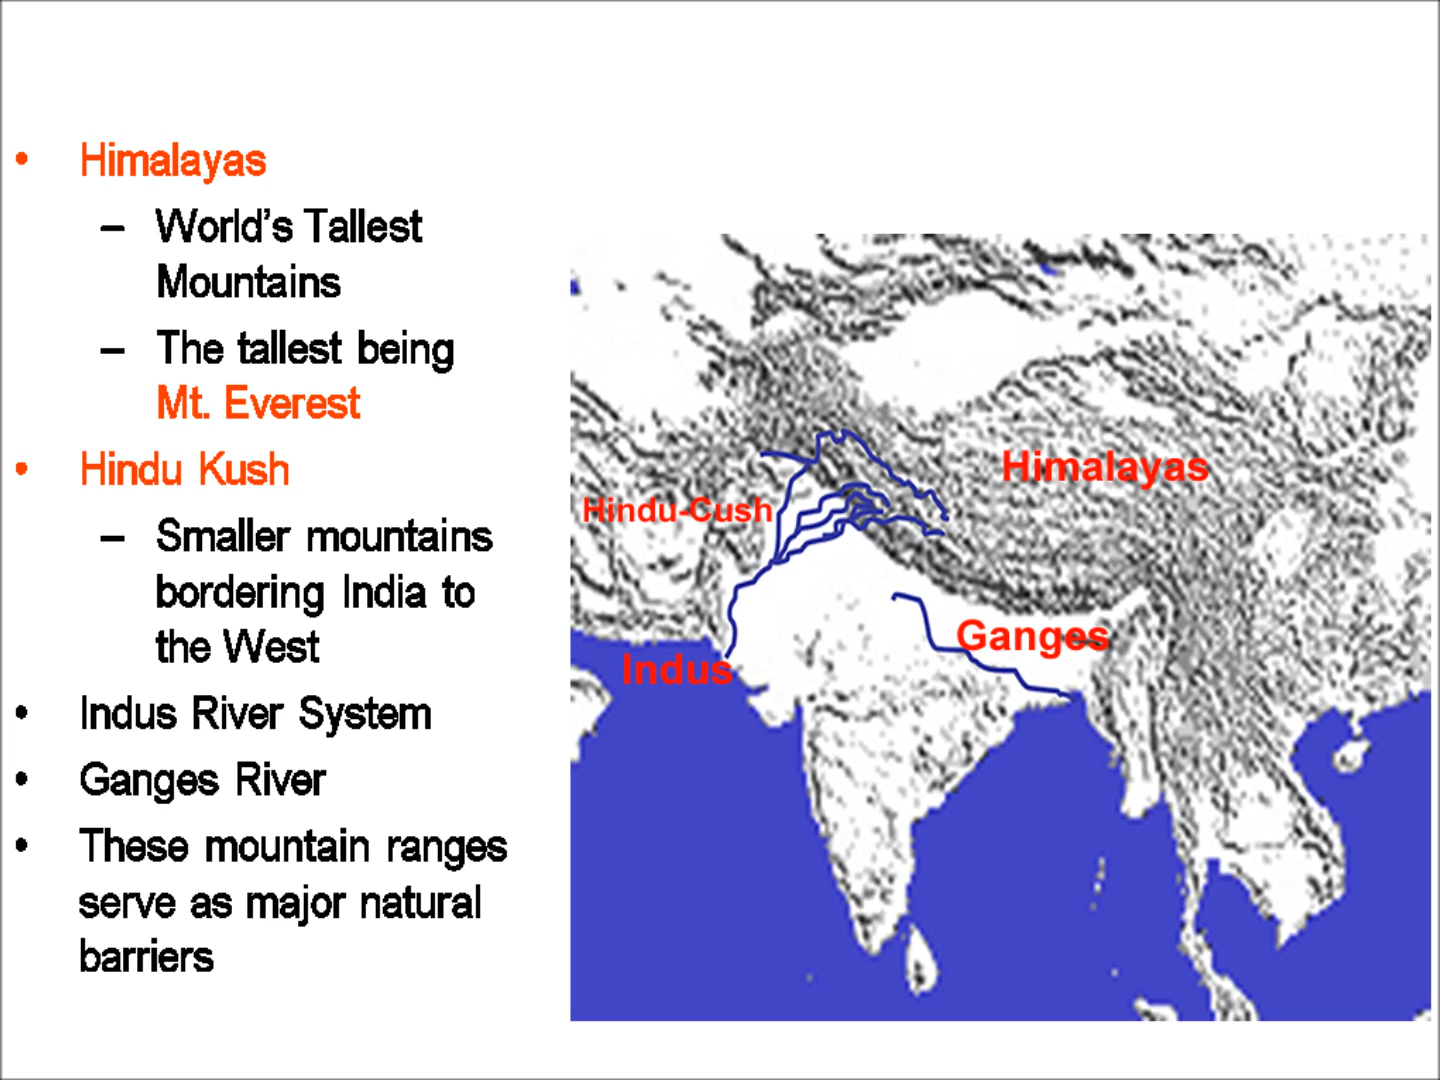 • Himalayas
– World's Tallest
Mountains
– The tallest being
Mt. Everest
• Hindu Kush
– Smaller mountains
bordering India to
the West
• Indus River System
• Ganges River
• These mountain ranges
serve as major natural
barriers
Himalayas
Hindu-Cush
Ganges
Indus